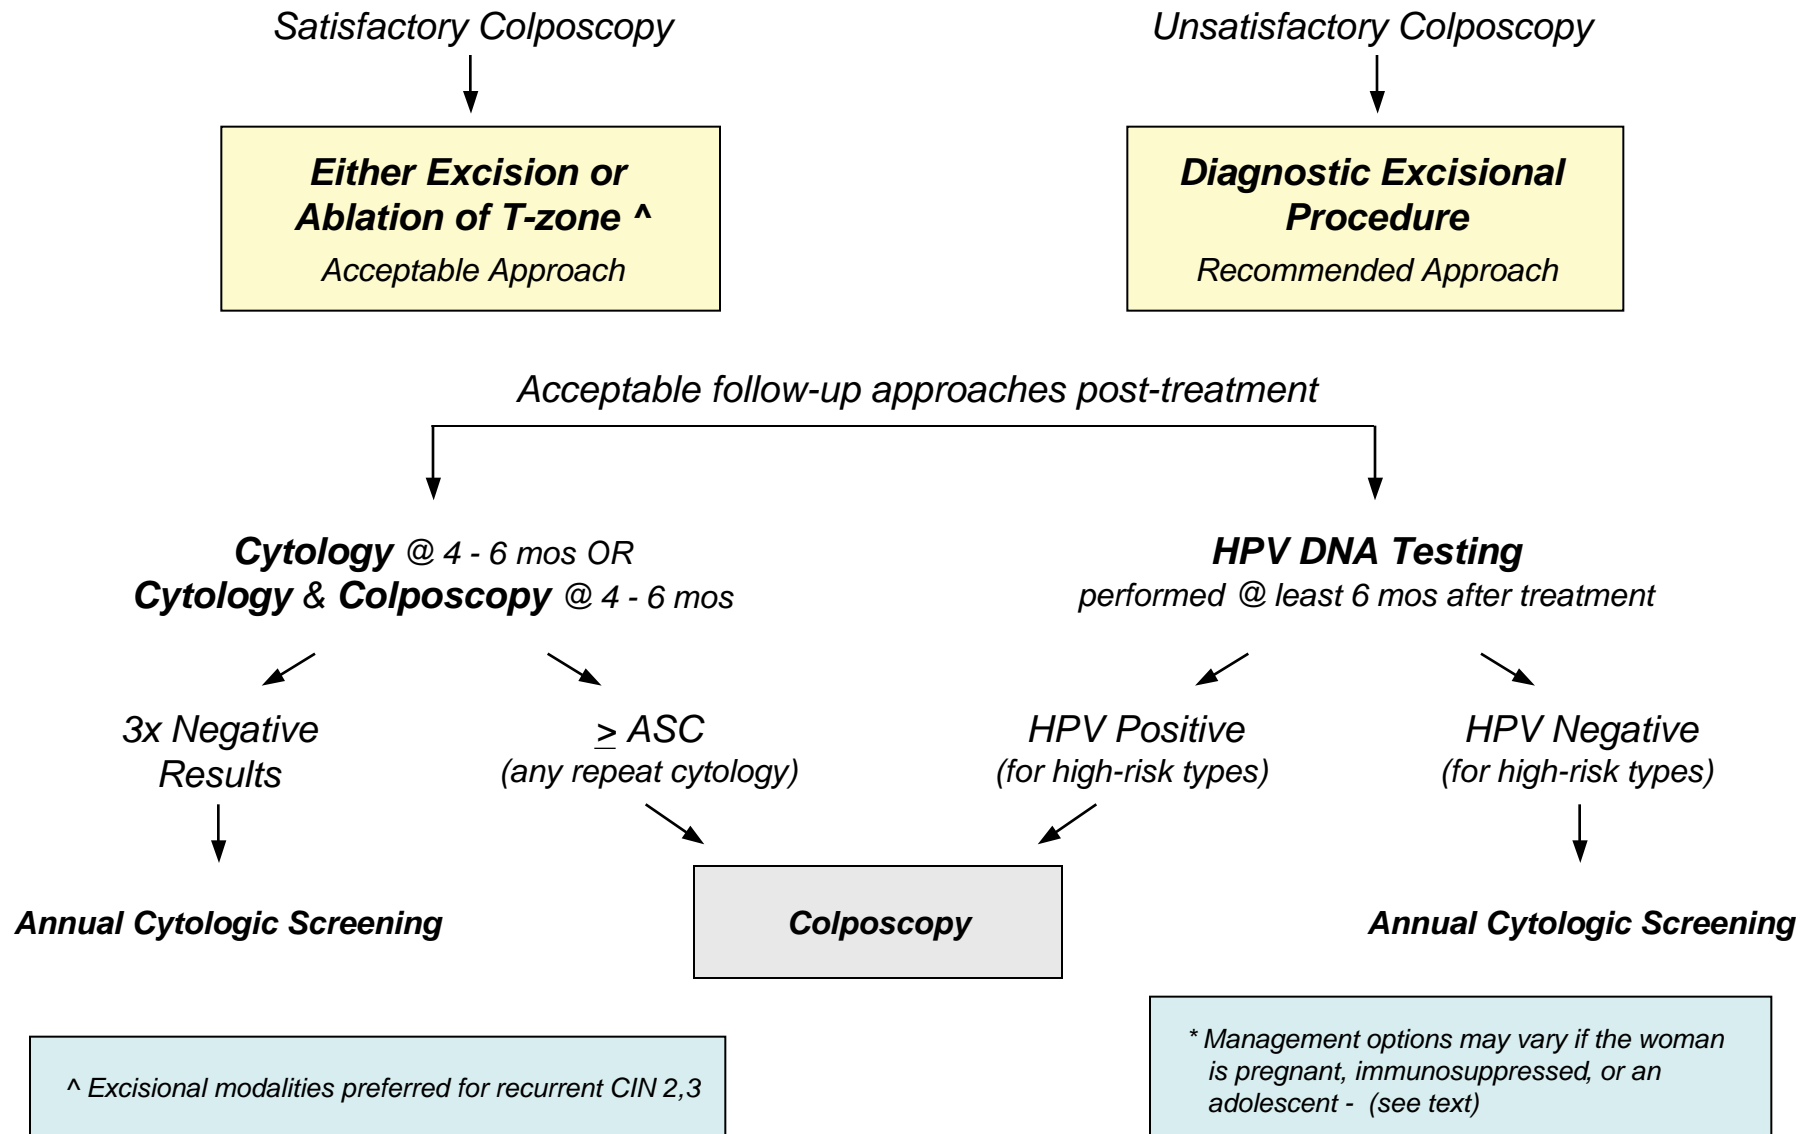 Satisfactory Colposcopy
Unsatisfactory Colposcopy
Either Excision or
Ablation of T-zone ^
Acceptable Approach
Diagnostic Excisional
Procedure
Recommended Approach
Acceptable follow-up approaches post-treatment
Cytology @ 4 - 6 mos OR
Cytology & Colposcopy @ 4 - 6 mos
HPV DNA Testing
performed @ least 6 mos after treatment
3x Negative
Results
≥ ASC
(any repeat cytology)
HPV Positive
(for high-risk types)
HPV Negative
(for high-risk types)
Annual Cytologic Screening
Colposcopy
Annual Cytologic Screening
^ Excisional modalities preferred for recurrent CIN 2,3
* Management options may vary if the woman
is pregnant, immunosuppressed, or an
adolescent - (see text)